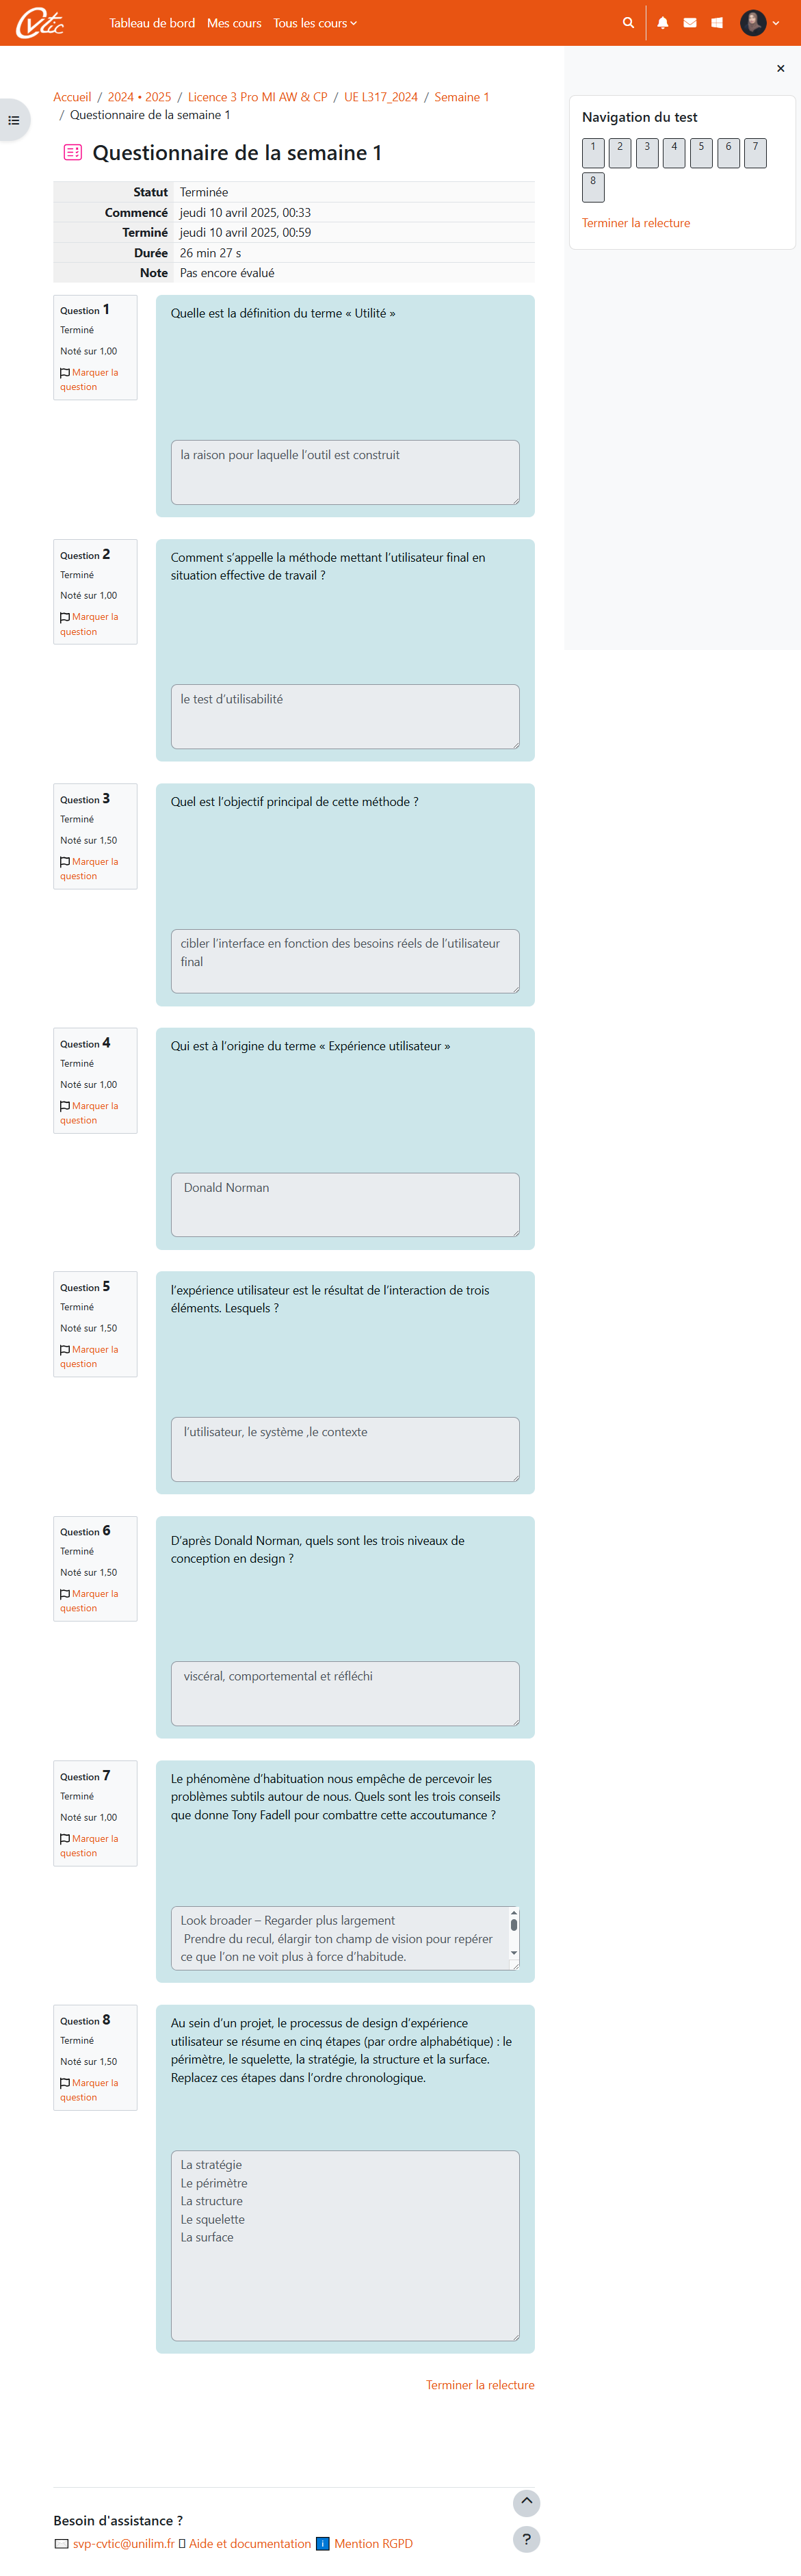 Cvtic
Tableau de bord Mes cours Tous les cours
Accueil / 2024 • 2025 / Licence 3 Pro MI AW & CP / UE L317_2024 / Semaine 1
/ Questionnaire de la semaine 1
Questionnaire de la semaine 1
Statut Terminée
Commencé jeudi 10 avril 2025, 00:33
Terminé jeudi 10 avril 2025, 00:59
Durée 26 min 27 s
Note Pas encore évalué
Navigation du test
1 2 3 4 5 6 7
8
Terminer la relecture
Question 1
Terminé
Noté sur 1,00
Marquer la
question
Quelle est la définition du terme « Utilité »
la raison pour laquelle l’outil est construit
Question 2
Terminé
Noté sur 1,00
Marquer la
question
Comment s’appelle la méthode mettant l’utilisateur final en
situation effective de travail ?
le test d’utilisabilité
Question 3
Terminé
Noté sur 1,50
Marquer la
question
Quel est l’objectif principal de cette méthode ?
cibler l’interface en fonction des besoins réels de l’utilisateur
final
Question 4
Terminé
Noté sur 1,00
Marquer la
question
Qui est à l’origine du terme « Expérience utilisateur »
Donald Norman
Question 5
Terminé
Noté sur 1,50
Marquer la
question
l’expérience utilisateur est le résultat de l’interaction de trois
éléments. Lesquels ?
l’utilisateur, le système ,le contexte
Question 6
Terminé
Noté sur 1,50
Marquer la
question
D’après Donald Norman, quels sont les trois niveaux de
conception en design ?
viscéral, comportemental et réfléchi
Question 7
Terminé
Noté sur 1,00
Marquer la
question
Le phénomène d’habituation nous empêche de percevoir les
problèmes subtils autour de nous. Quels sont les trois conseils
que donne Tony Fadell pour combattre cette accoutumance ?
Look broader – Regarder plus largement
Prendre du recul, élargir ton champ de vision pour repérer
ce que l’on ne voit plus à force d’habitude.
Question 8
Terminé
Noté sur 1,50
Marquer la
question
Au sein d’un projet, le processus de design d’expérience
utilisateur se résume en cinq étapes (par ordre alphabétique) : le
périmètre, le squelette, la stratégie, la structure et la surface.
Replacez ces étapes dans l’ordre chronologique.
La stratégie
Le périmètre
La structure
Le squelette
La surface
Terminer la relecture
Besoin d'assistance ?
svp-cvtic@unilim.fr Aide et documentation i Mention RGPD
?